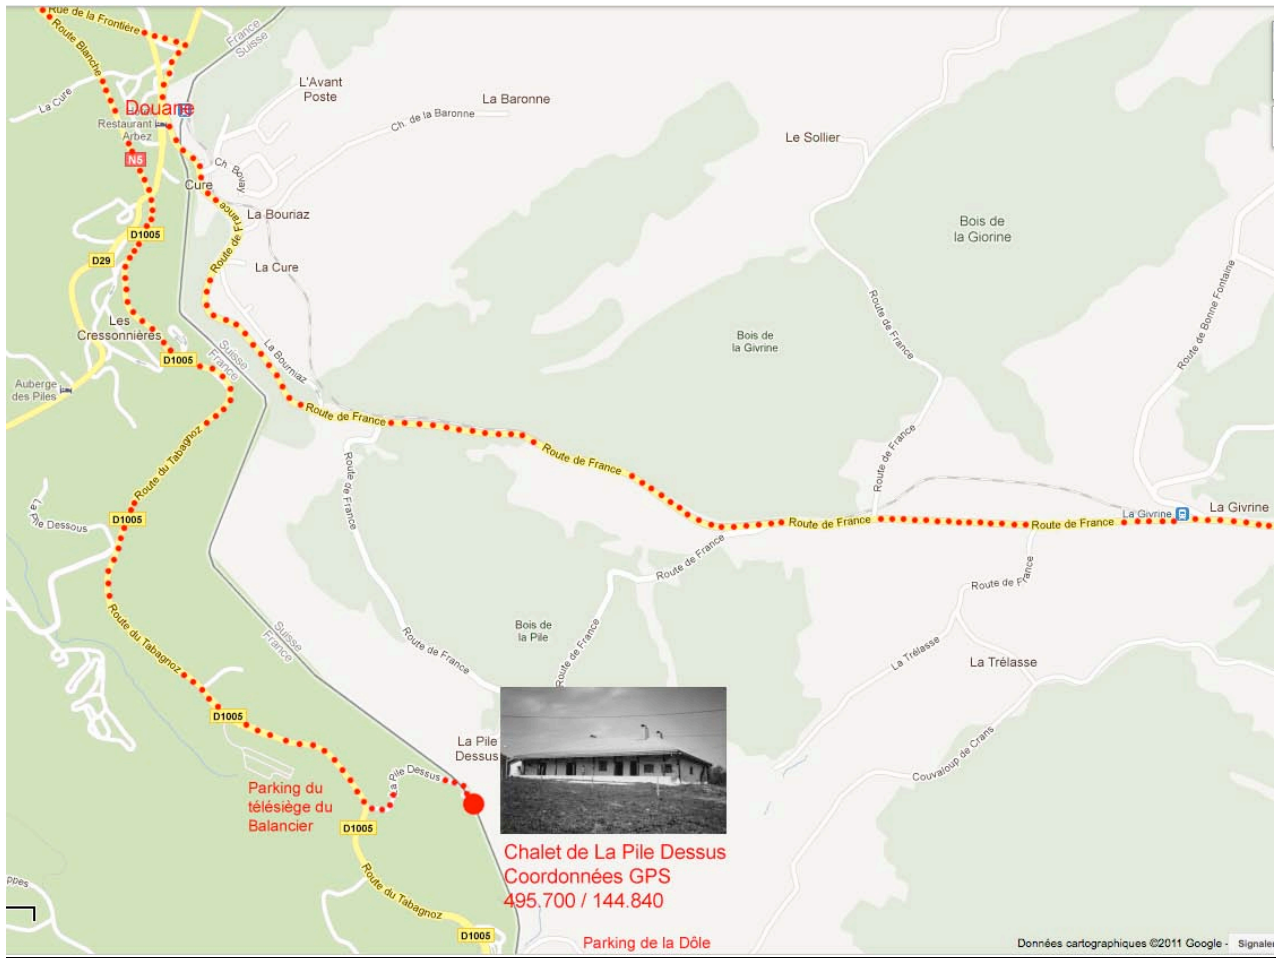 Rue de la Frontière
Route Blanche
France
Suisse
L'Avant
Poste
La Baronne
Ch. de la Baronne
La Cure
Douane
Restaurant
Arbez
Le Sollier
N5
Ch. Bovay
Cure
La Bouriaz
Route de France
Bois de
la Giorine
D1005
D29
La Cure
Route de Bonne Fontaine
Route de France
Les
Cressonnières
Bois de
la Givrine
D1005
Suisse
France
La Bourniaz
Auberge
des Piles
Route de France
Route du Tabagnoz
Route de France
Route de France
Route de France
La Pile Dessous
D1005
Route de France
Route de France
La Givrine
La Givrine
Route de France
Route de France
Route du Tabagnoz
Suisse
France
Bois de
la Pile
Route de France
Route de France
La Trélasse
La Trélasse
D1005
La Pile
Dessus
Couvaloup de Crans
La Pile Dessus
Parking du
télésiège du
Balancier
D1005
Chalet de La Pile Dessus
Coordonnées GPS
495.700 / 144.840
Route du Tabagnoz
D1005
Parking de la Dôle
Données cartographiques ©2011 Google -